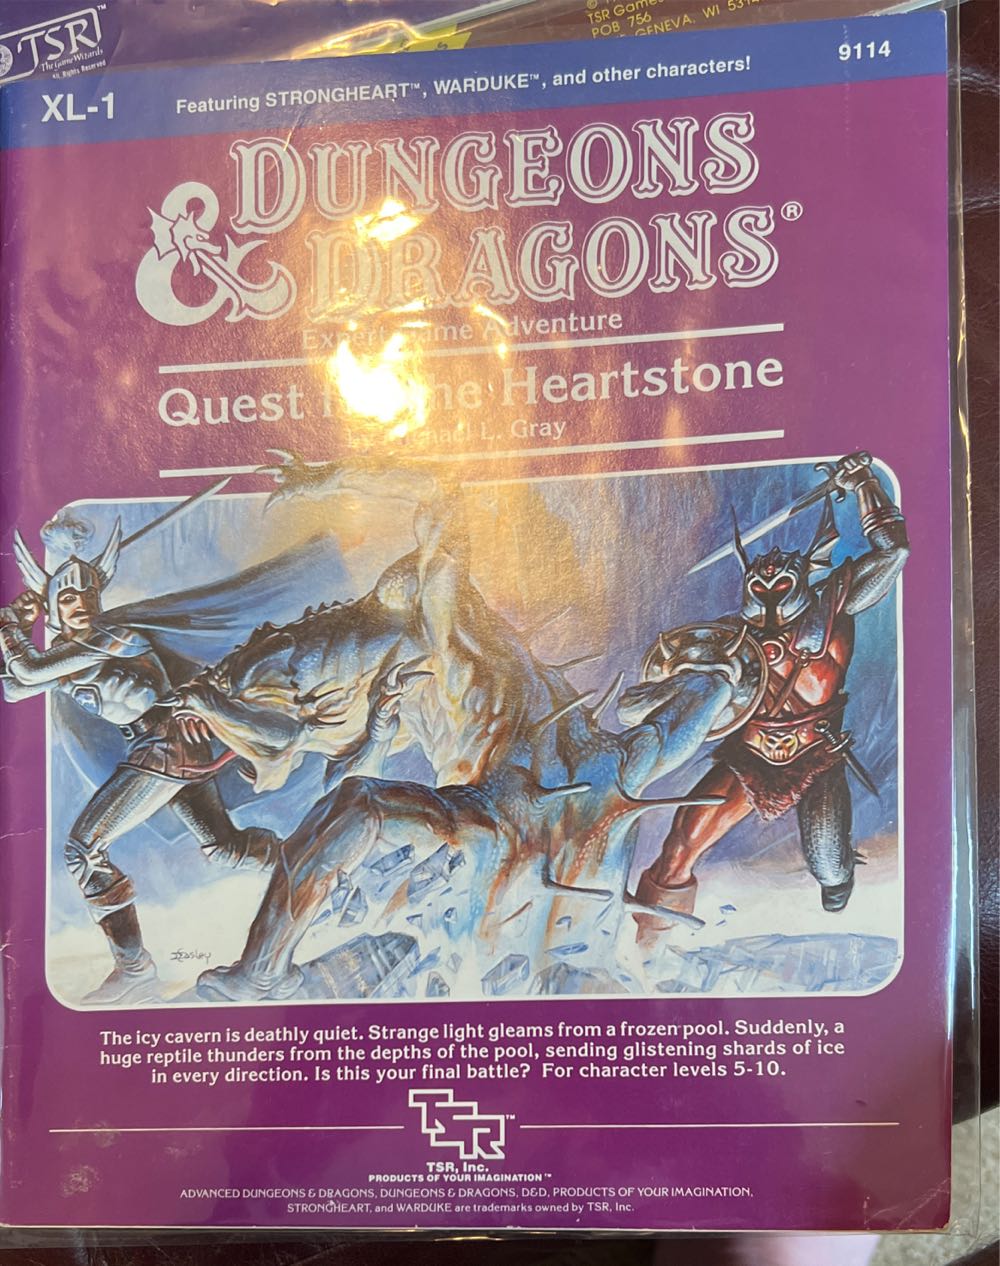 TSR™
The Game Wizards
All Rights Reserved
TSR Games
POB 756
GENEVA, WI
XL-1
Featuring STRONGHEART™, WARDUKE™, and other characters!
9114
DUNGEONS
& DRAGONS®
Expert Game Adventure
Quest Heartstone
L. Gray
Easley
The icy cavern is deathly quiet. Strange light gleams from a frozen pool. Suddenly, a
huge reptile thunders from the depths of the pool, sending glistening shards of ice
in every direction. Is this your final battle? For character levels 5-10.
TSR™
TSR, Inc.
PRODUCTS OF YOUR IMAGINATION™
ADVANCED DUNGEONS & DRAGONS, DUNGEONS & DRAGONS, D&D, PRODUCTS OF YOUR IMAGINATION,
STRONGHEART, and WARDUKE are trademarks owned by TSR, Inc.